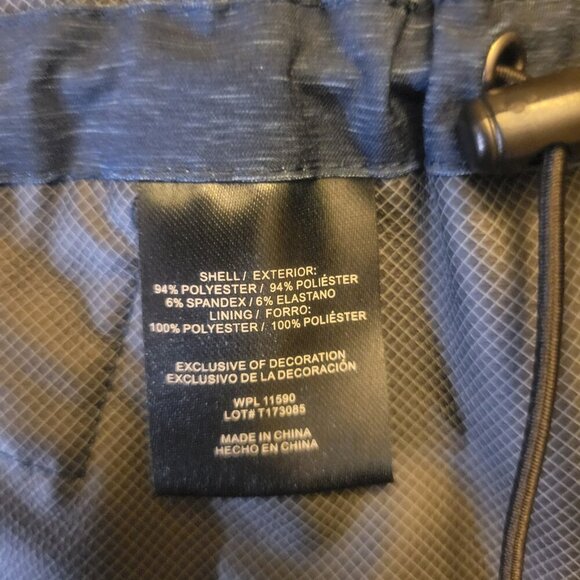 SHELL / EXTERIOR:
94% POLYESTER / 94% POLIÉSTER
6% SPANDEX / 6% ELASTANO
LINING / FORRO:
100% POLYESTER / 100% POLIÉSTER
EXCLUSIVE OF DECORATION
EXCLUSIVO DE LA DECORACIÓN
WPL 11590
LOT# T173085
MADE IN CHINA
HECHO EN CHINA